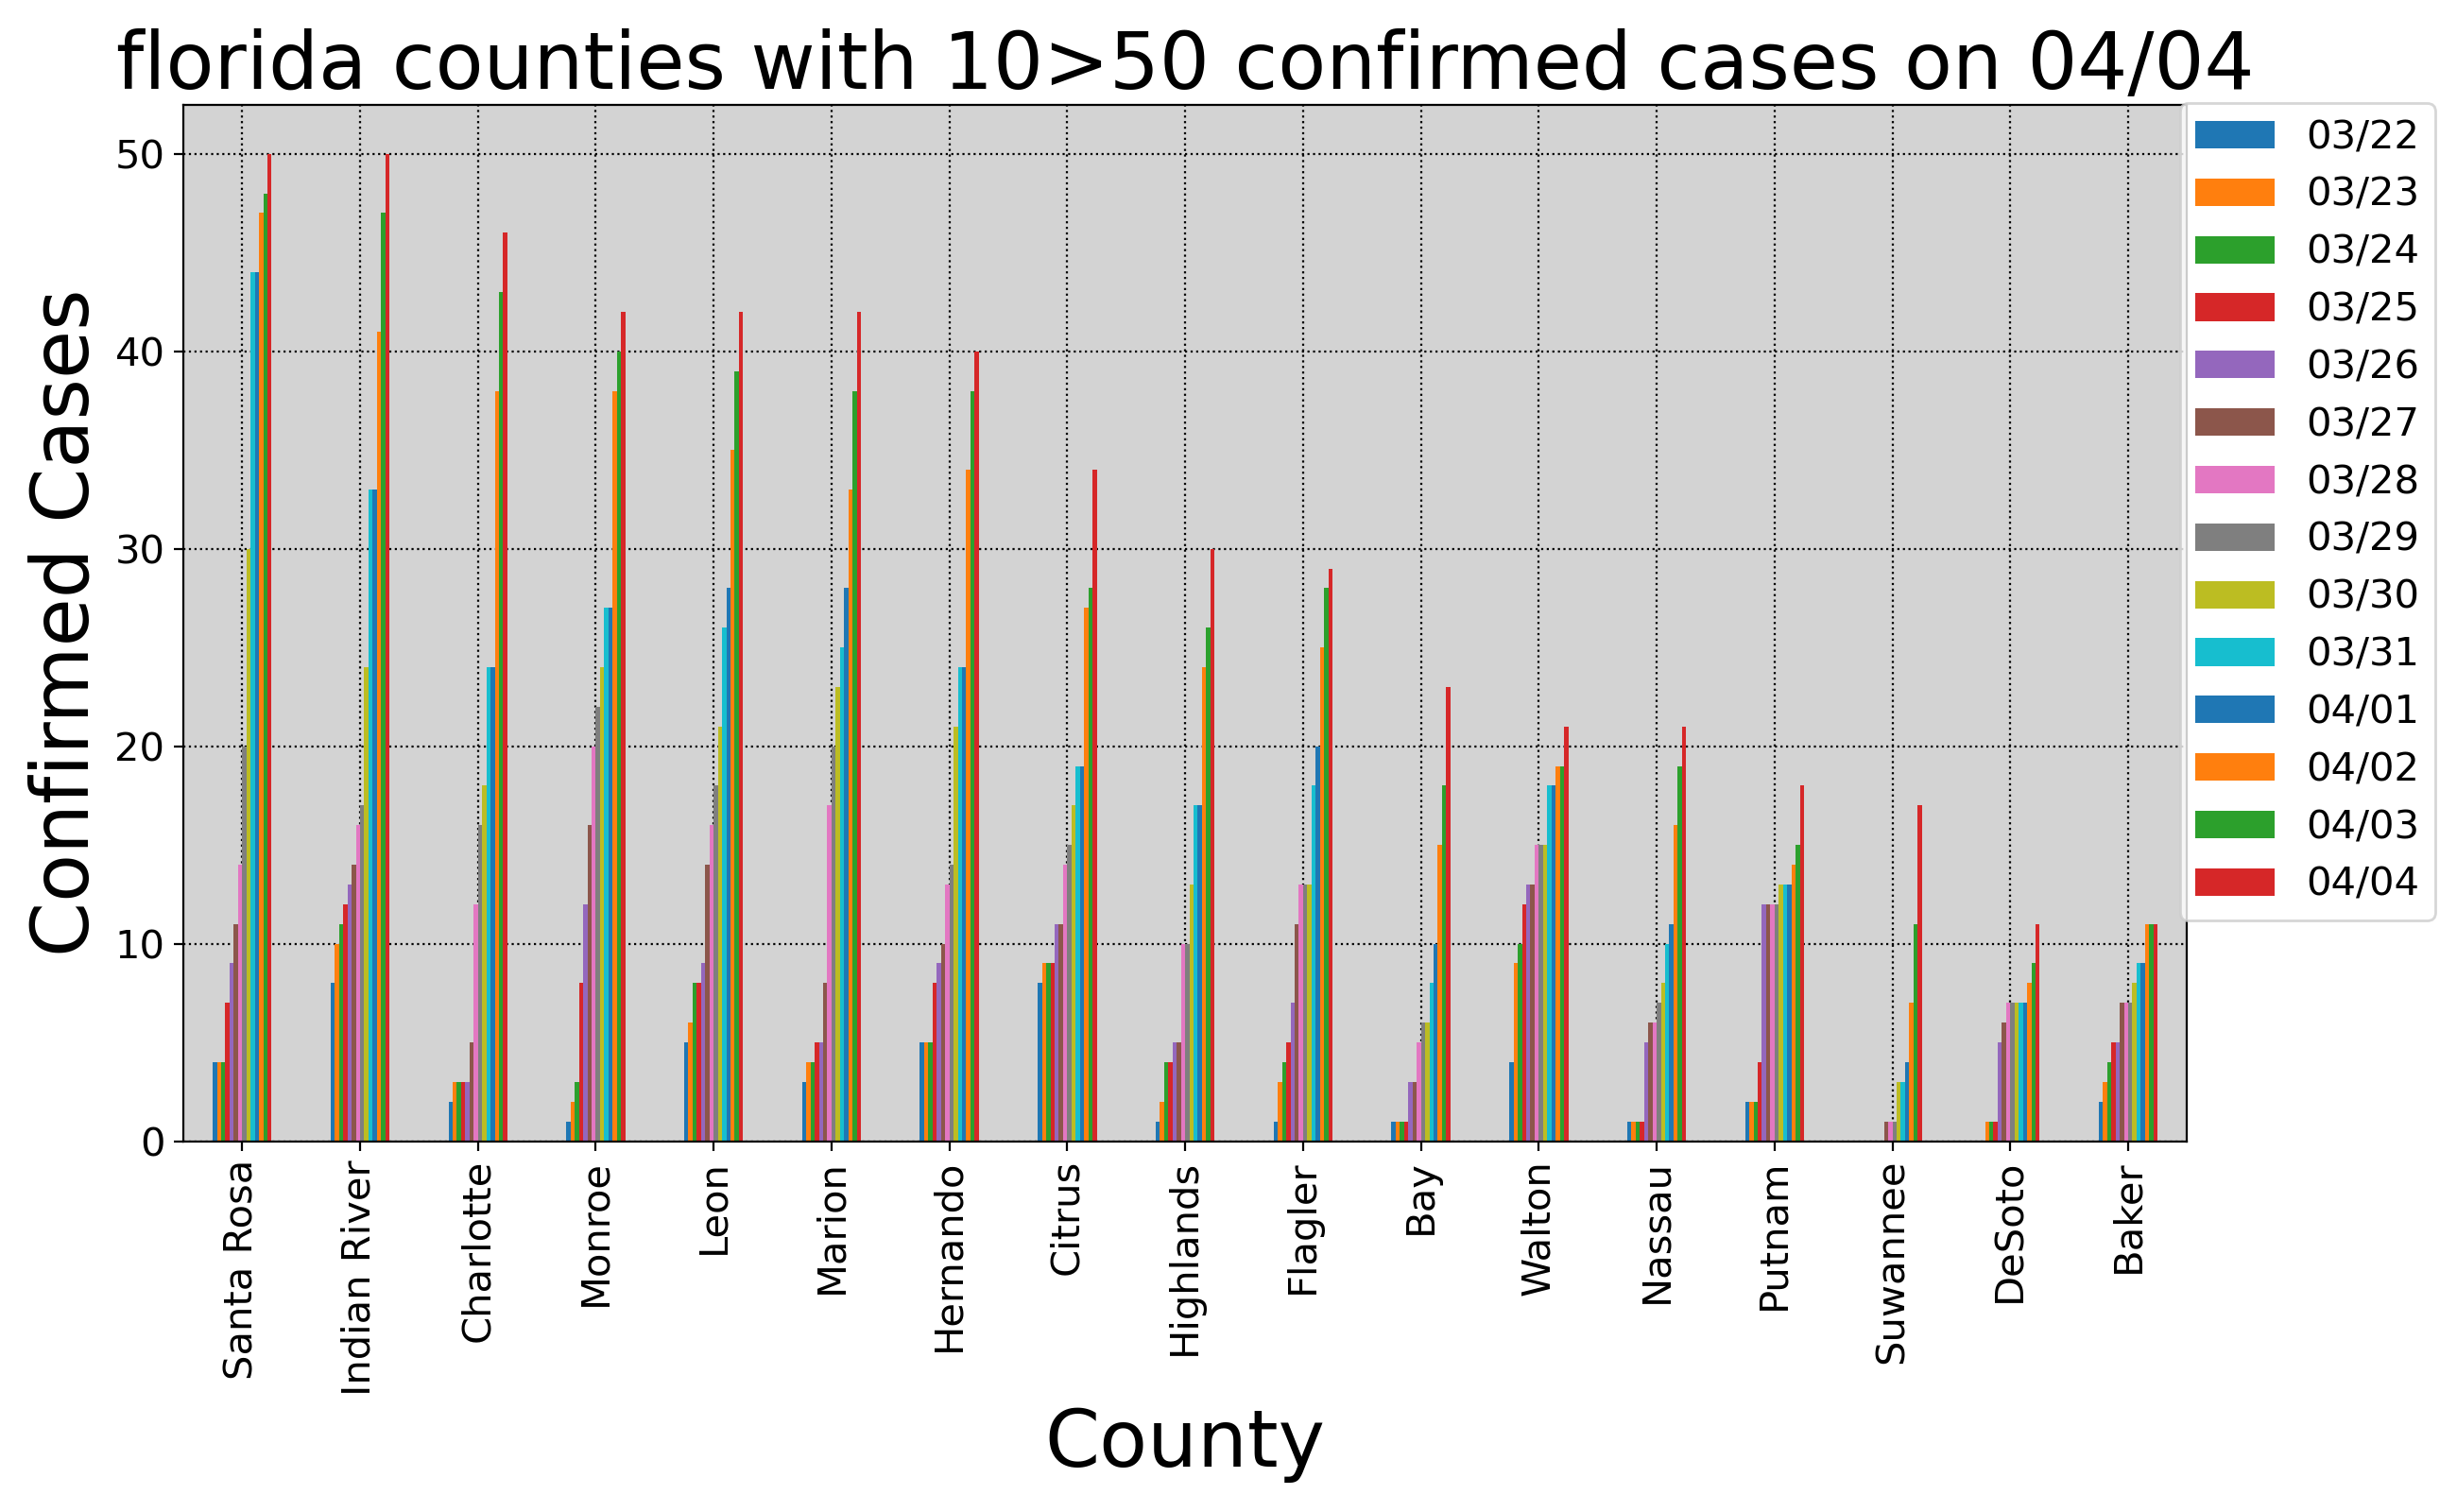 florida counties with 10>50 confirmed cases on 04/04
Confirmed Cases
50
40
30
20
10
0
03/22
03/23
03/24
03/25
03/26
03/27
03/28
03/29
03/30
03/31
04/01
04/02
04/03
04/04
Santa Rosa
Indian River
Charlotte
Monroe
Leon
Marion
Hernando
Citrus
Highlands
Flagler
Bay
Walton
Nassau
Putnam
Suwannee
DeSoto
Baker
County